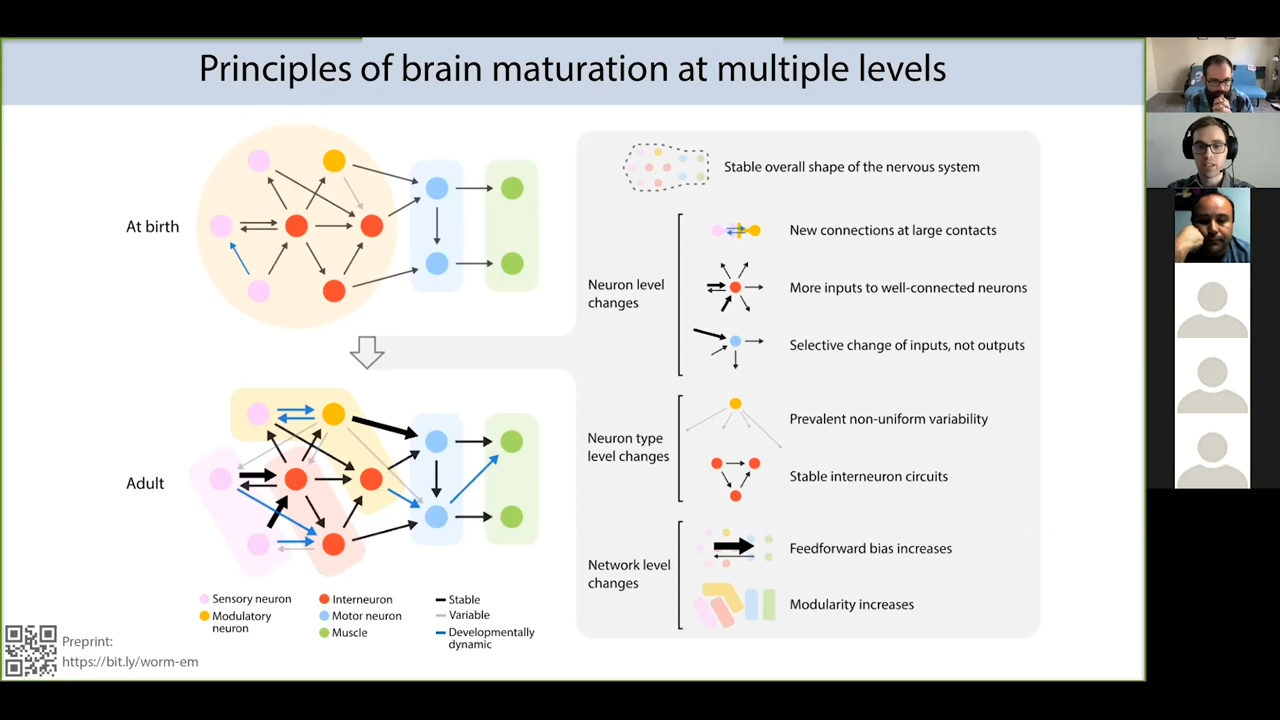 Principles of brain maturation at multiple levels
At birth
Adult
Stable overall shape of the nervous system
Neuron level
changes
New connections at large contacts
More inputs to well-connected neurons
Selective change of inputs, not outputs
Neuron type
level changes
Prevalent non-uniform variability
Stable interneuron circuits
Network level
changes
Feedforward bias increases
Modularity increases
Sensory neuron
Modulatory
neuron
Interneuron
Motor neuron
Muscle
Stable
Variable
Developmentally
dynamic
Preprint:
https://bit.ly/worm-em